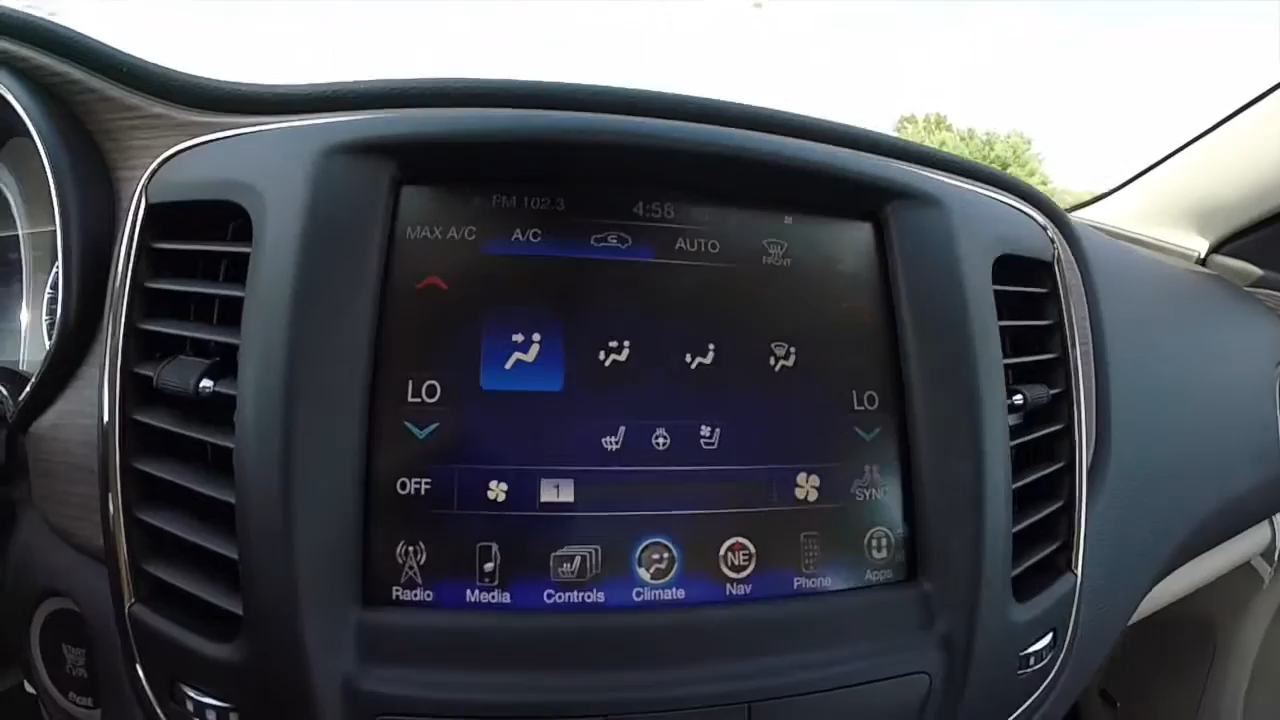 FM 102.3
4:58
MAX A/C
A/C
AUTO
FRONT
LO
LO
OFF
1
SYNC
Radio
Media
Controls
Climate
NE
Nav
Phone
Apps
START